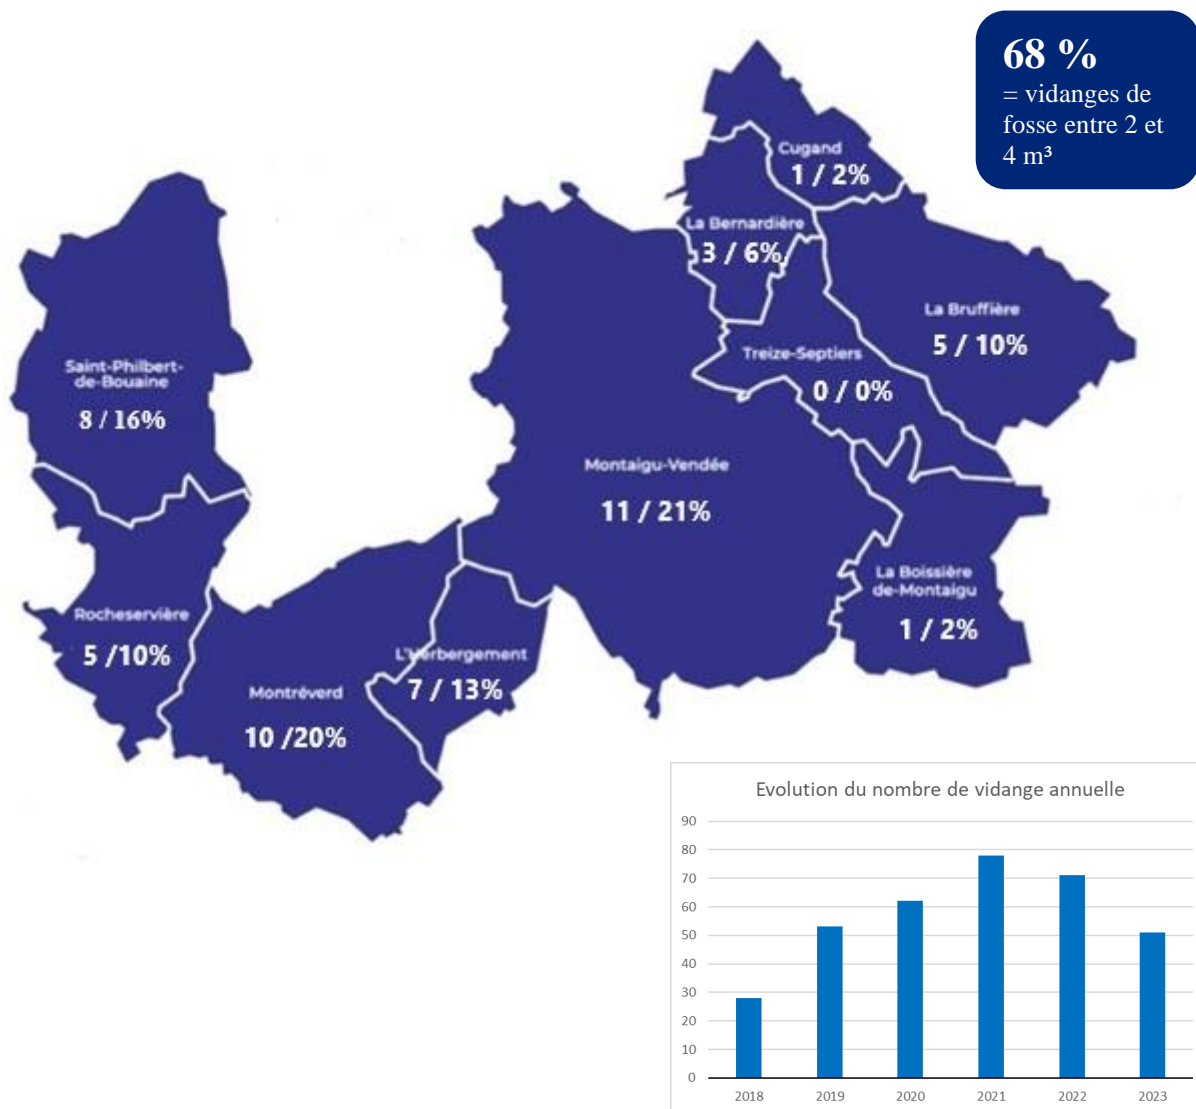 68 %
= vidanges de
fosse entre 2 et
4 m³
Cugand
1 / 2%
La Bernardière
3 / 6%
La Bruffière
5 / 10%
Treize-Septiers
0 / 0%
Saint-Philbert-
de-Bouaine
8 / 16%
Montaigu-Vendée
11 / 21%
La Boissière
de-Montaigu
1 / 2%
Rocheservière
5 /10%
L'Herbergement
7 / 13%
Montréverd
10 /20%
Evolution du nombre de vidange annuelle
90
80
70
60
50
40
30
20
10
0
2018 2019 2020 2021 2022 2023